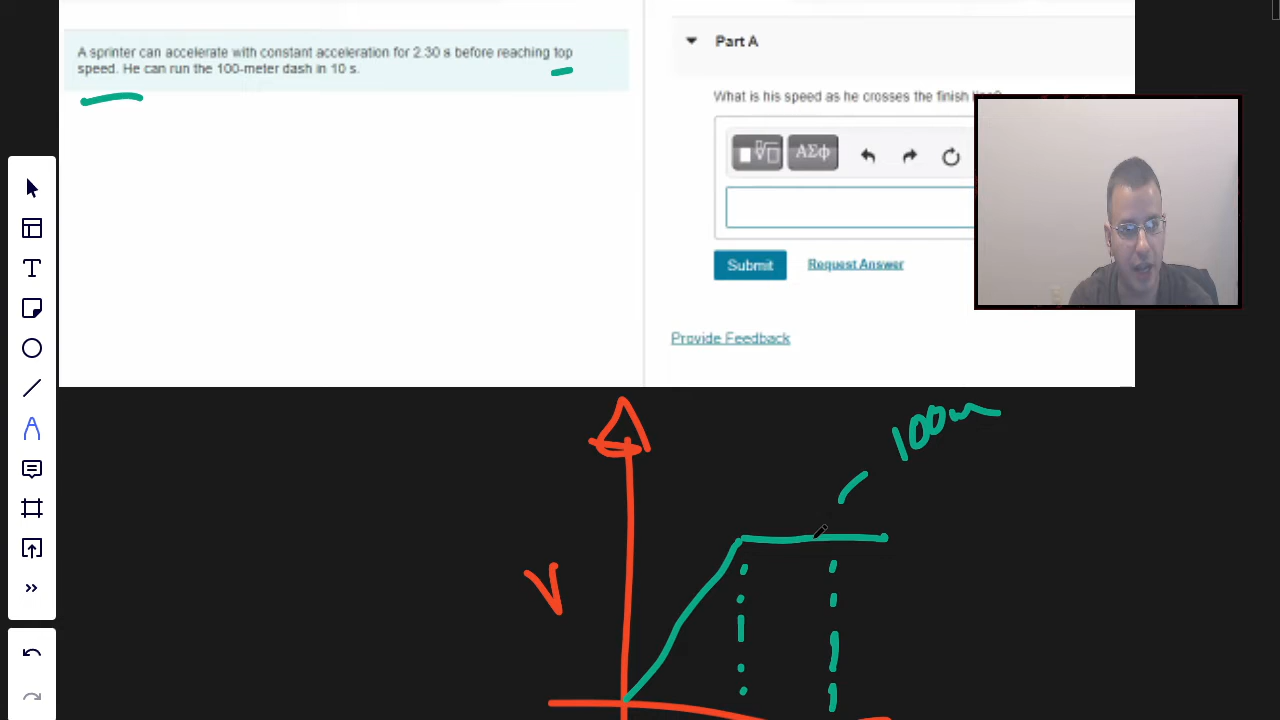 A sprinter can accelerate with constant acceleration for 2.30 s before reaching top
speed. He can run the 100-meter dash in 10 s.
Part A
What is his speed as he crosses the finish
ΑΣφ
Submit
Request Answer
Provide Feedback
T
»
100m
V